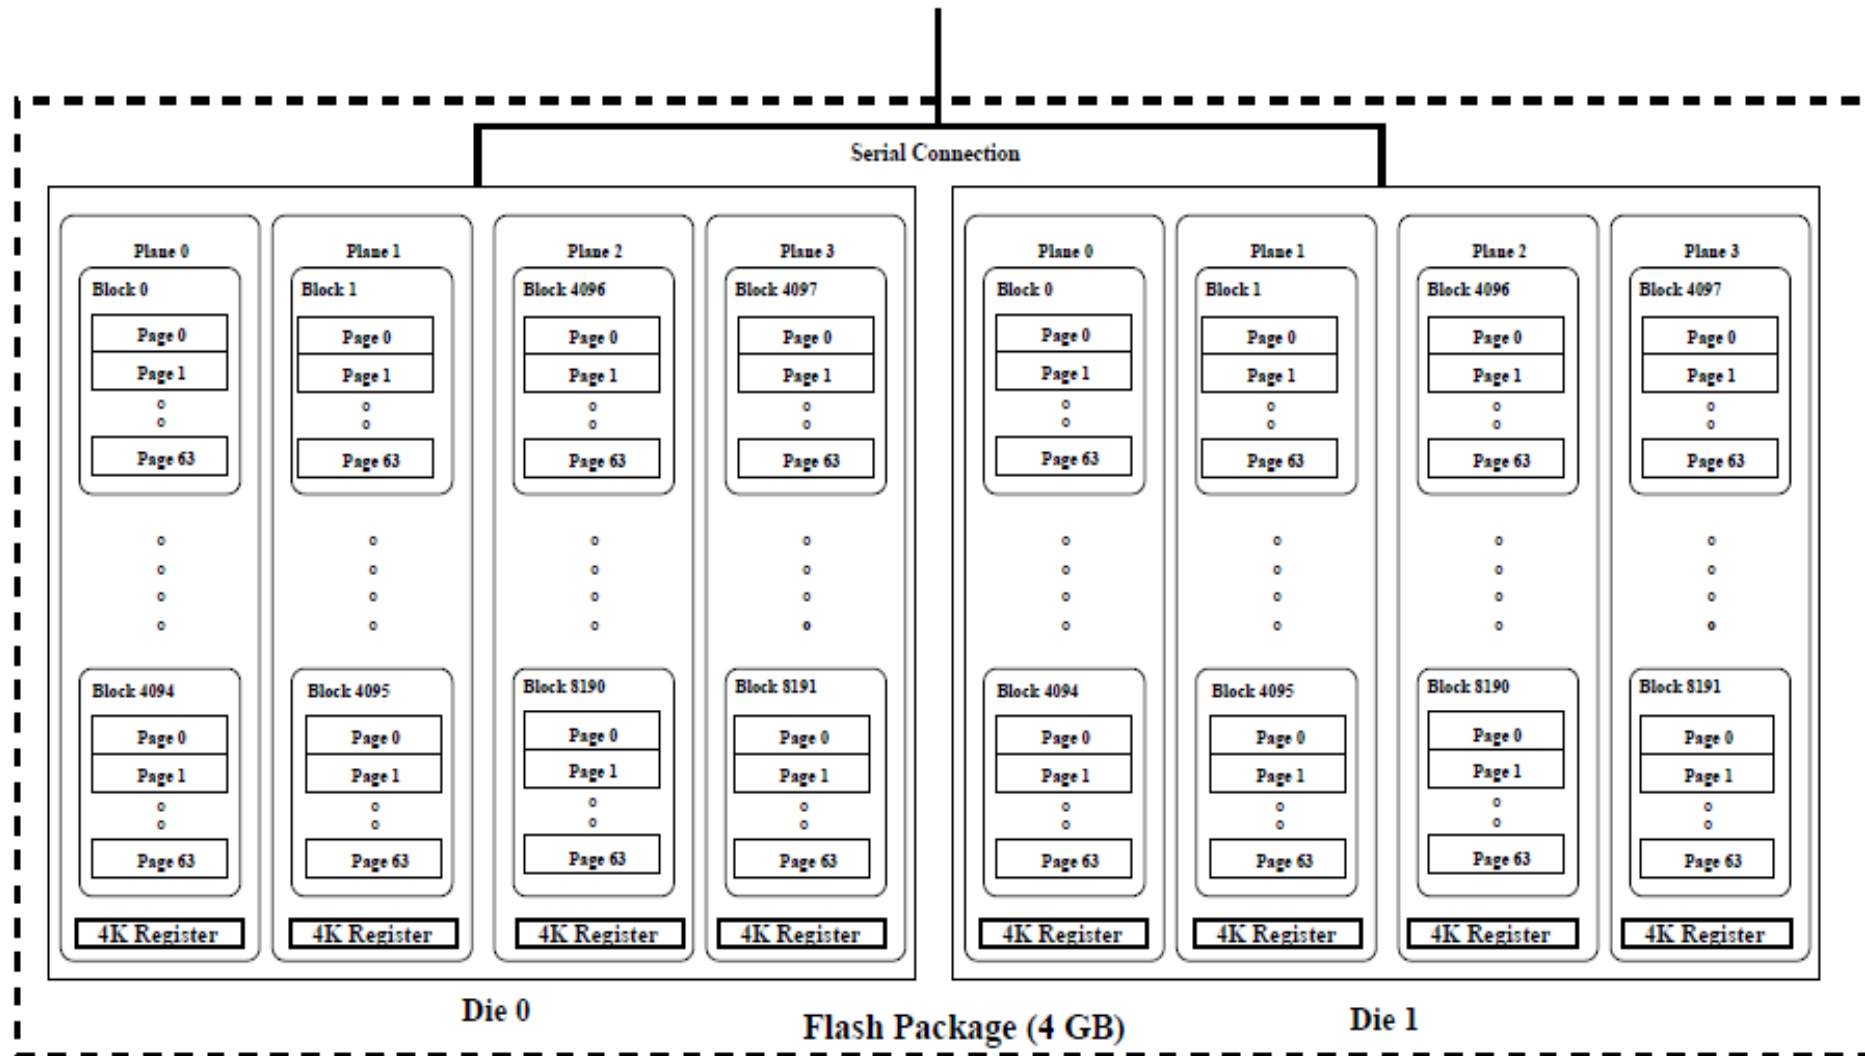 Serial Connection
Plane 0
Block 0
Page 0
Page 1
Page 63
Block 4094
Page 0
Page 1
Page 63
4K Register
Plane 1
Block 1
Page 0
Page 1
Page 63
Block 4095
Page 0
Page 1
Page 63
4K Register
Plane 2
Block 4096
Page 0
Page 1
Page 63
Block 8190
Page 0
Page 1
Page 63
4K Register
Plane 3
Block 4097
Page 0
Page 1
Page 63
Block 8191
Page 0
Page 1
Page 63
4K Register
Die 0
Plane 0
Block 0
Page 0
Page 1
Page 63
Block 4094
Page 0
Page 1
Page 63
4K Register
Plane 1
Block 1
Page 0
Page 1
Page 63
Block 4095
Page 0
Page 1
Page 63
4K Register
Plane 2
Block 4096
Page 0
Page 1
Page 63
Block 8190
Page 0
Page 1
Page 63
4K Register
Plane 3
Block 4097
Page 0
Page 1
Page 63
Block 8191
Page 0
Page 1
Page 63
4K Register
Die 1
Flash Package (4 GB)